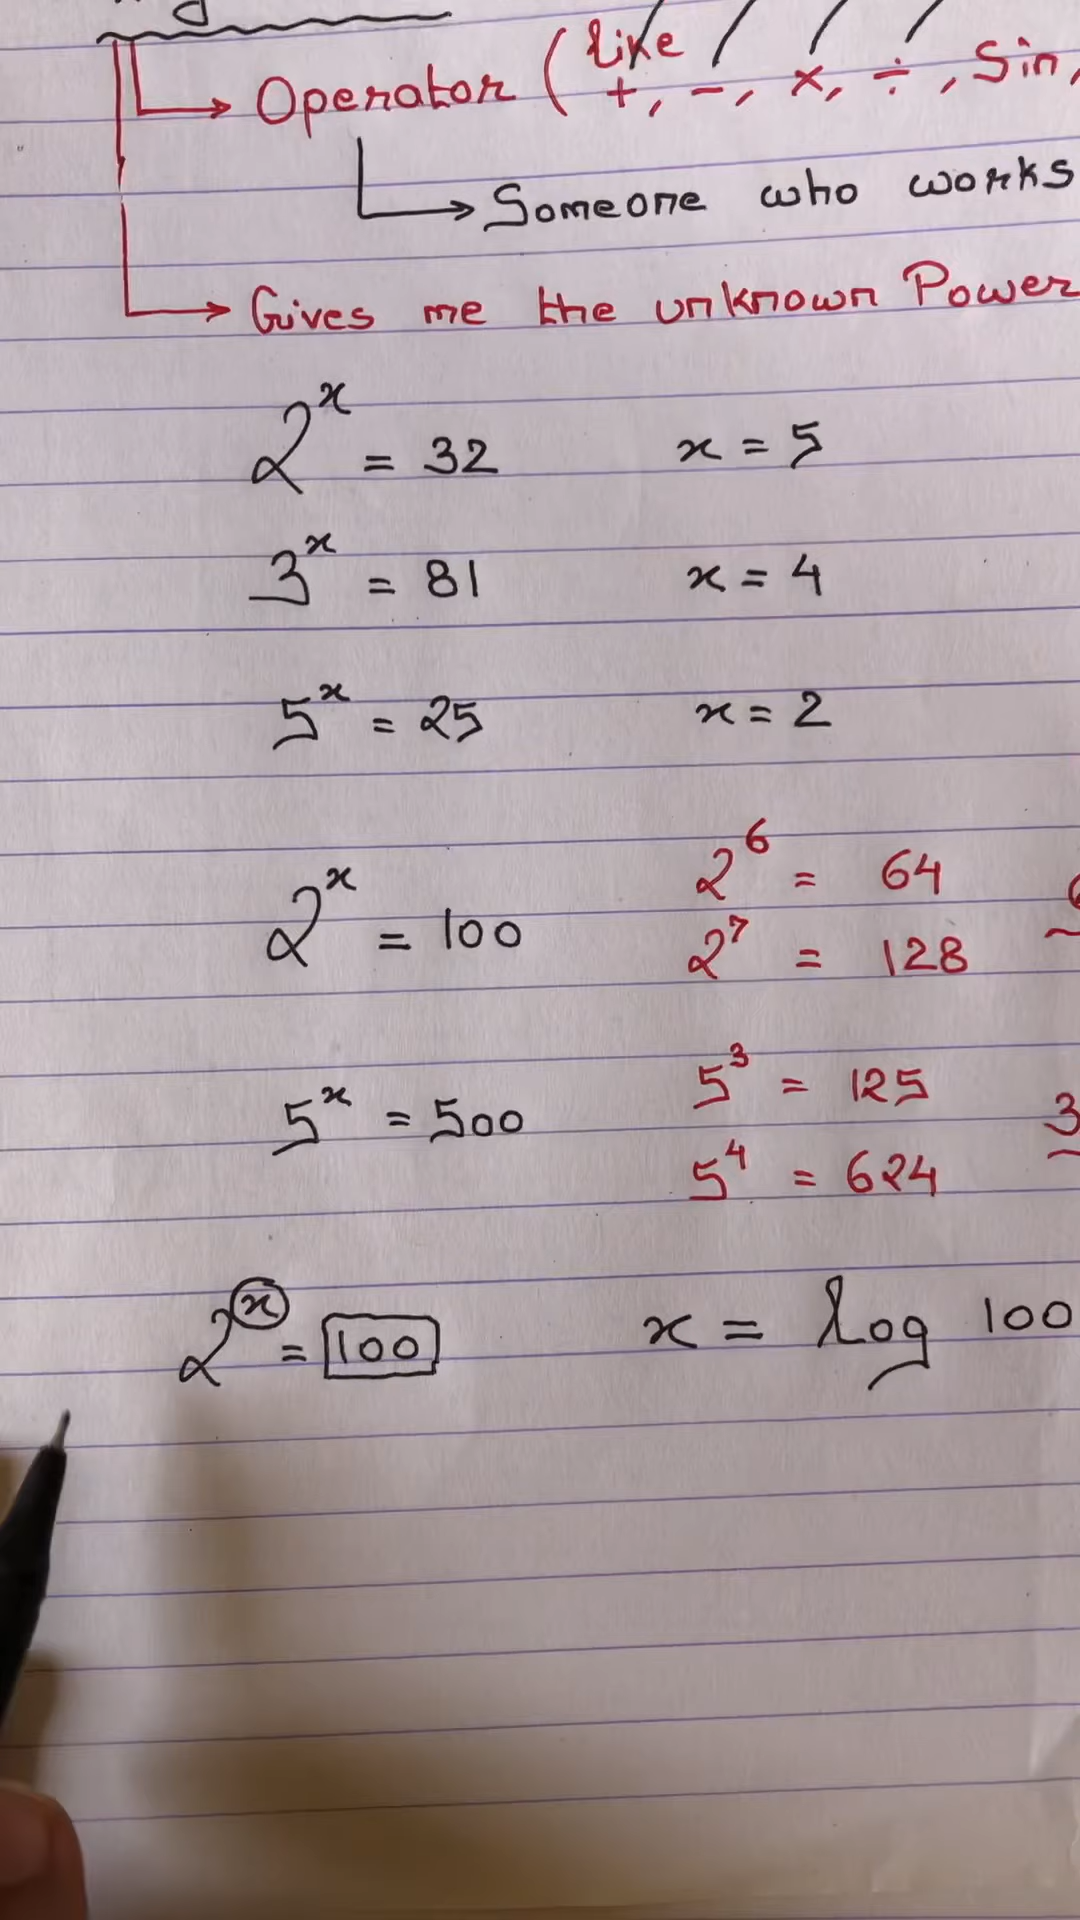 Operator ( like
+, -, ×, ÷, Sin,
Someone who works
Gives me the unknown Power
2^x = 32 x = 5
3^x = 81 x = 4
5^x = 25 x = 2
2^x = 100 2^6 = 64
2^7 = 128
5^x = 500 5^3 = 125
5^4 = 624 3
2^x = 100 x = log 100